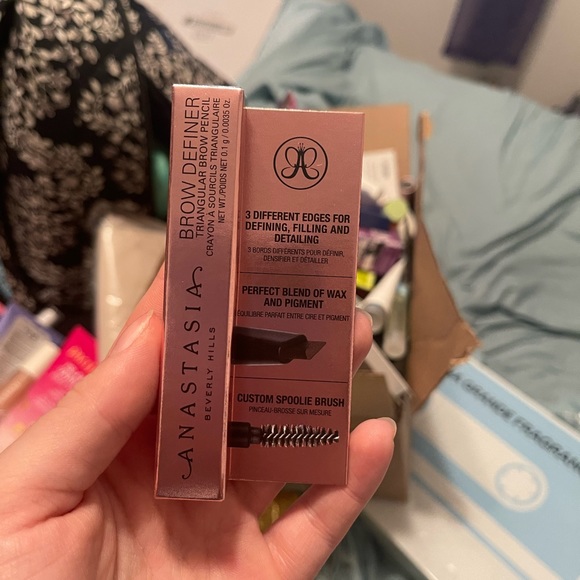 ANASTASIA
BEVERLY HILLS
BROW DEFINER
TRIANGULAR BROW PENCIL
CRAYON À SOURCILS TRIANGULAIRE
NET WT./POIDS NET 0.1 g / 0.0035 oz.
3 DIFFERENT EDGES FOR
DEFINING, FILLING AND
DETAILING
3 BORDS DIFFÉRENTS POUR DÉFINIR,
DENSIFIER ET DÉTAILLER
PERFECT BLEND OF WAX
AND PIGMENT
ÉQUILIBRE PARFAIT ENTRE CIRE ET PIGMENT
CUSTOM SPOOLIE BRUSH
PINCEAU-BROSSE SUR MESURE
GRANDE FRAGRAN